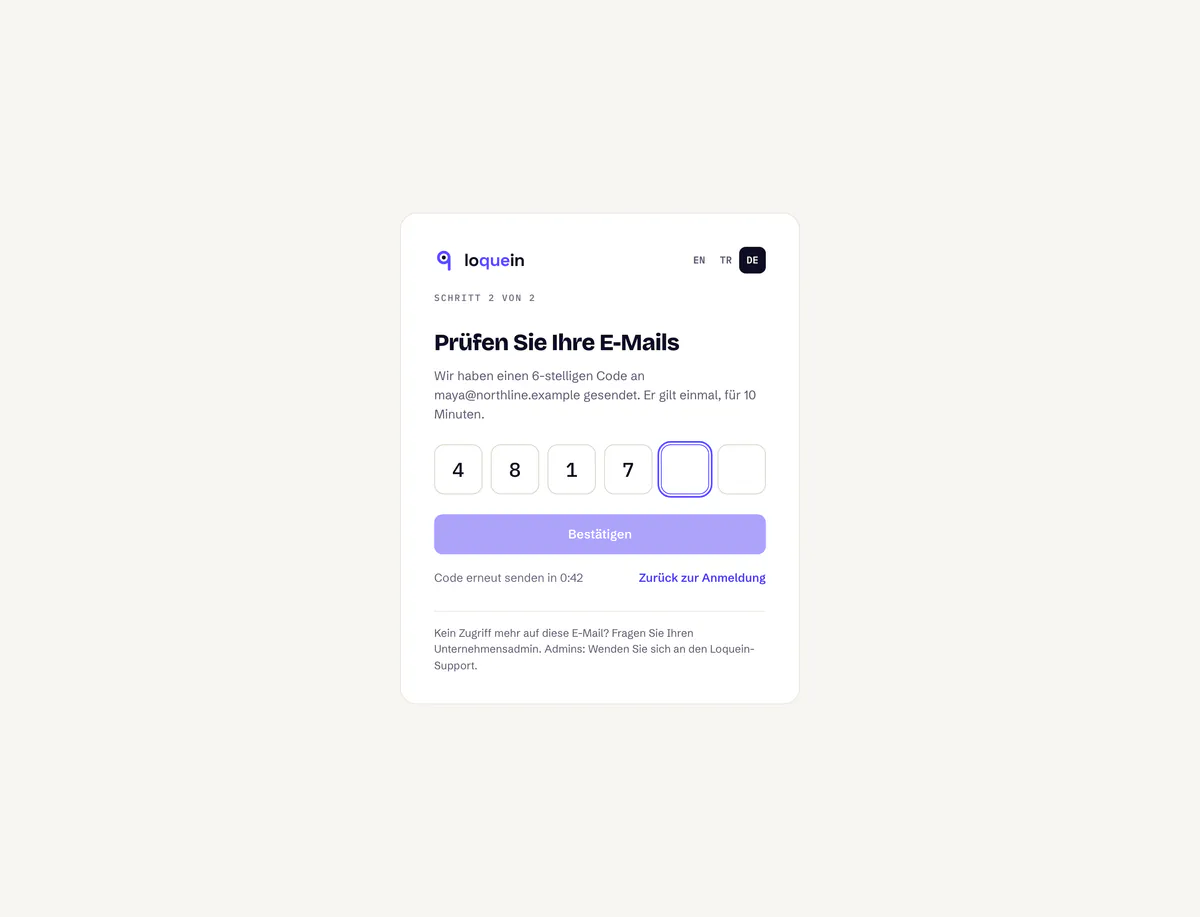 loquein
EN TR DE
SCHRITT 2 VON 2
Prüfen Sie Ihre E-Mails
Wir haben einen 6-stelligen Code an
maya@northline.example gesendet. Er gilt einmal, für 10
Minuten.
4 8 1 7
Bestätigen
Code erneut senden in 0:42 Zurück zur Anmeldung
Kein Zugriff mehr auf diese E-Mail? Fragen Sie Ihren
Unternehmensadmin. Admins: Wenden Sie sich an den Loquein-
Support.